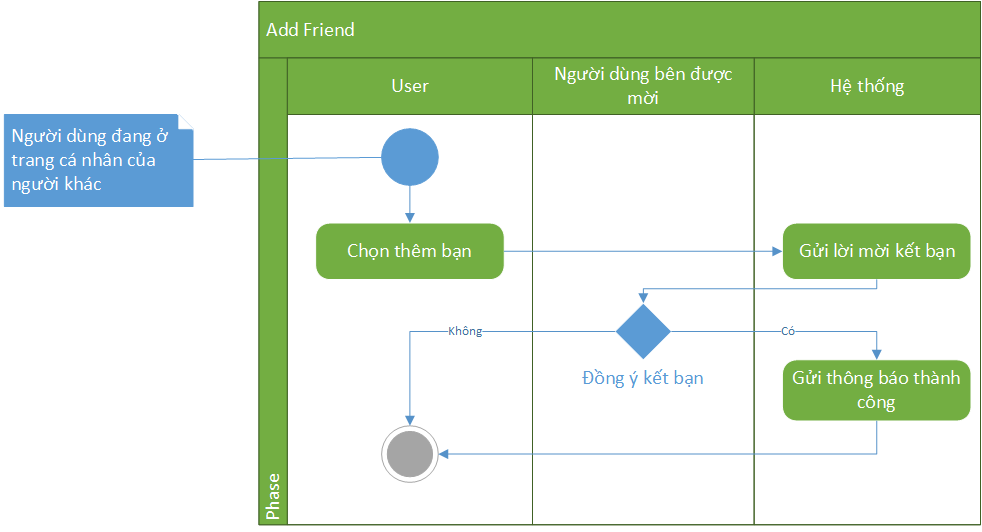 Add Friend
User
Người dùng bên được
mời
Hệ thống
Người dùng đang ở
trang cá nhân của
người khác
Chọn thêm bạn
Gửi lời mời kết bạn
Không
Có
Đồng ý kết bạn
Gửi thông báo thành
công
Phase